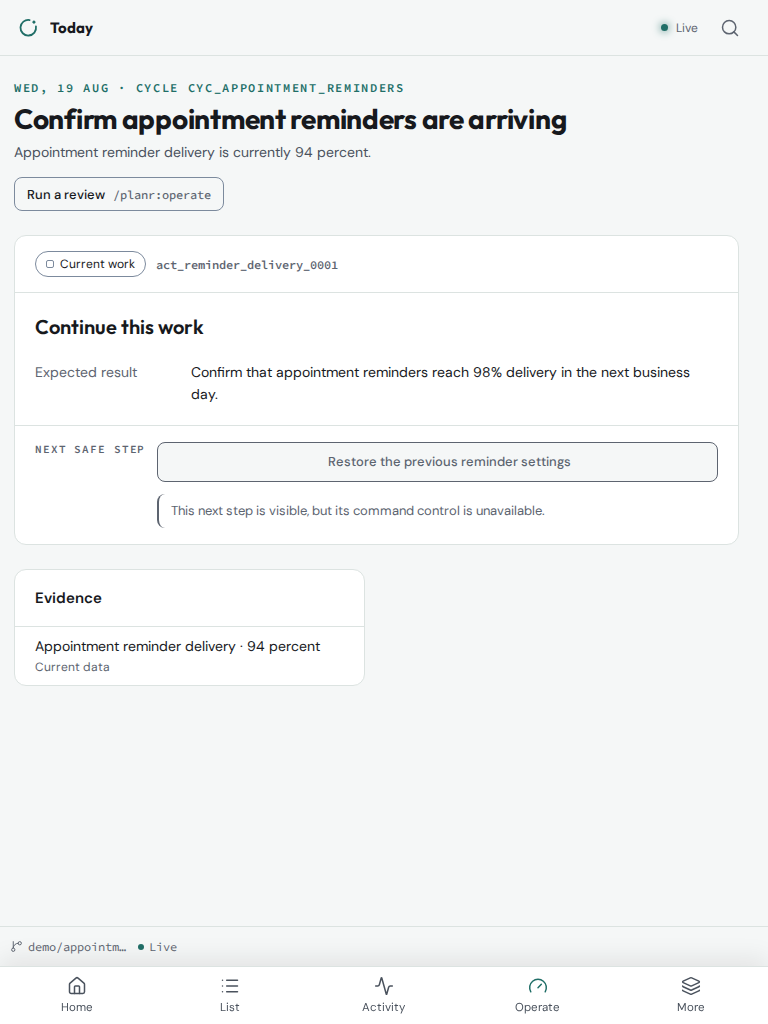 Today
Live
WED, 19 AUG · CYCLE CYC_APPOINTMENT_REMINDERS
Confirm appointment reminders are arriving
Appointment reminder delivery is currently 94 percent.
Run a review /planr:operate
Current work act_reminder_delivery_0001
Continue this work
Expected result
Confirm that appointment reminders reach 98% delivery in the next business
day.
NEXT SAFE STEP
Restore the previous reminder settings
This next step is visible, but its command control is unavailable.
Evidence
Appointment reminder delivery · 94 percent
Current data
demo/appointm… Live
Home
List
Activity
Operate
More